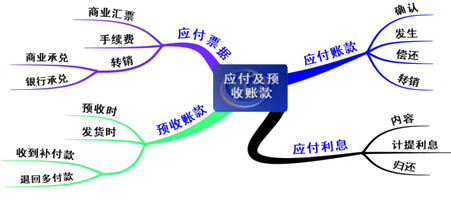 应付及预
收账款
应付票据
商业汇票
手续费
转销
商业承兑
银行承兑
预收账款
预收时
发货时
收到补付款
退回多付款
应付账款
确认
发生
偿还
转销
应付利息
内容
计提利息
归还